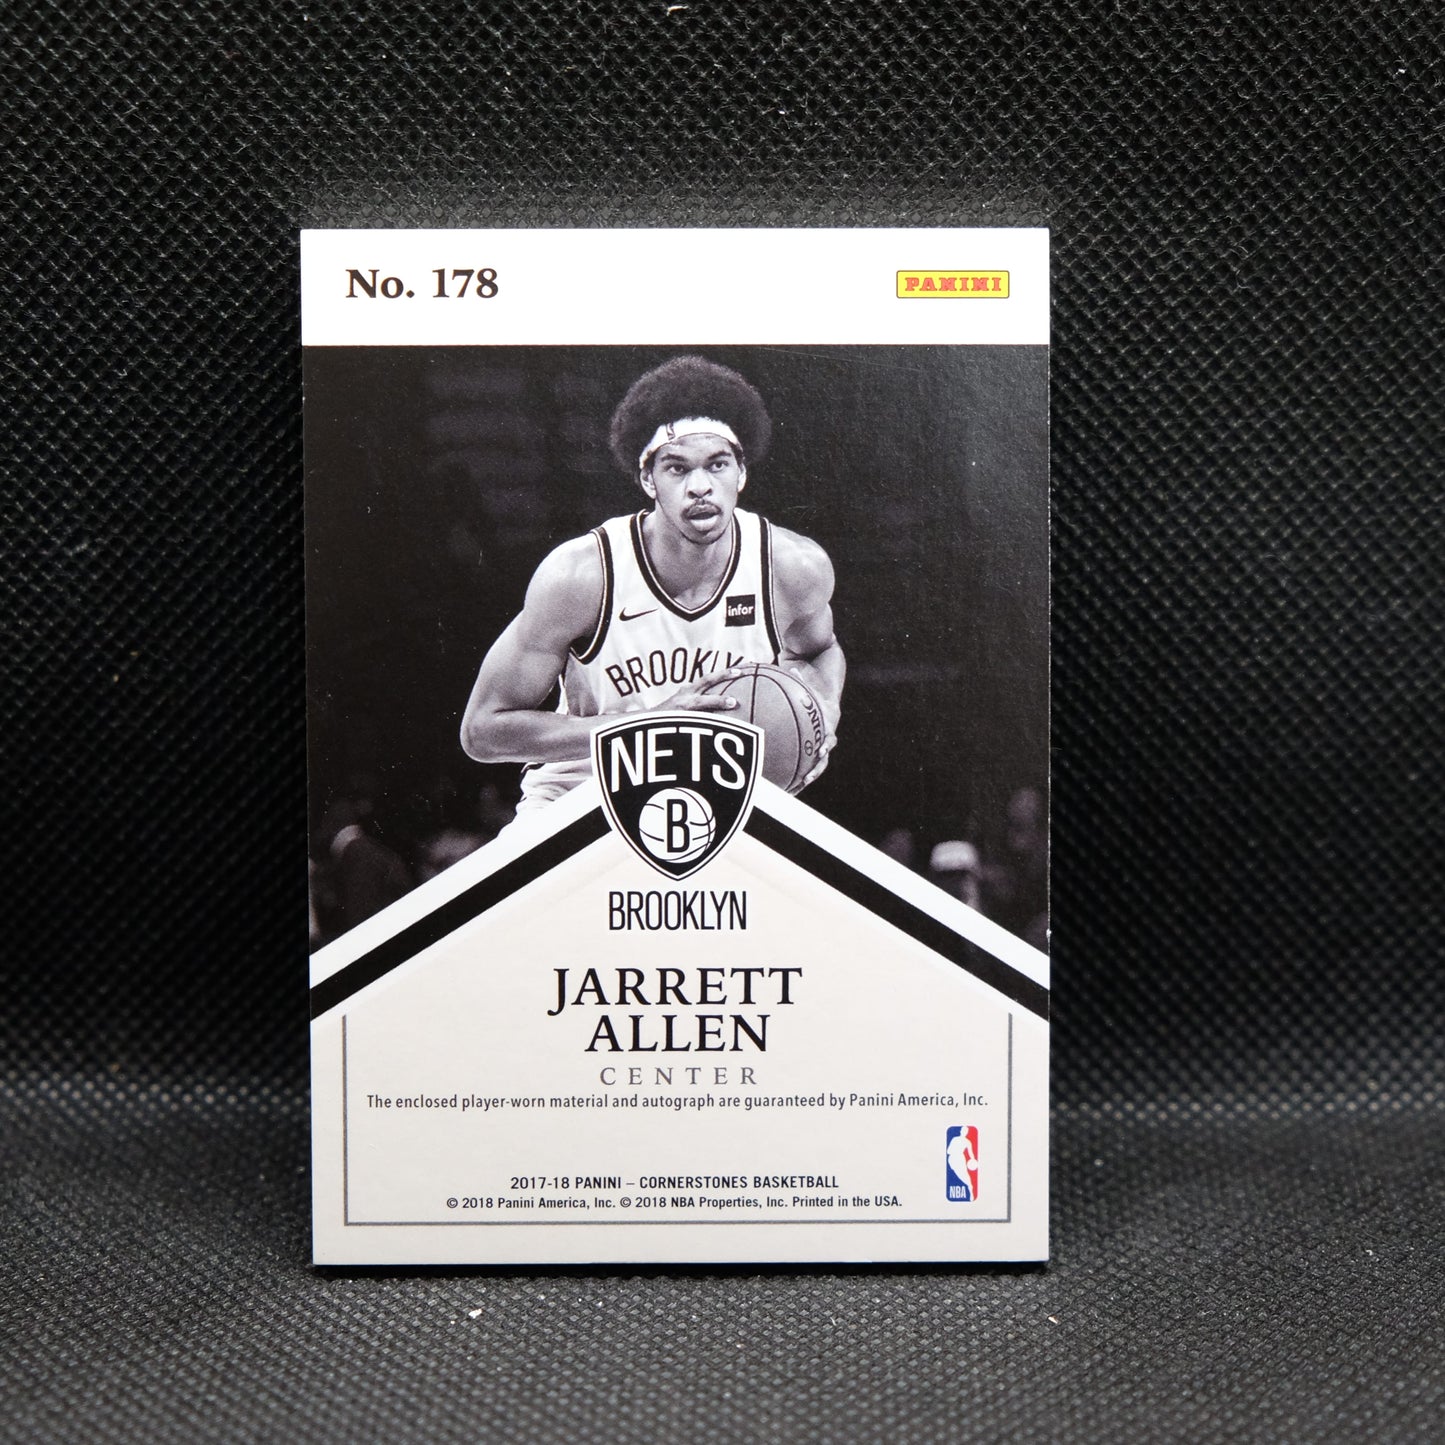 No. 178
PANINI
infor
BROOKLY
NETS
B
BROOKLYN
JARRETT
ALLEN
CENTER
The enclosed player-worn material and autograph are guaranteed by Panini America, Inc.
NBA
2017-18 PANINI – CORNERSTONES BASKETBALL
© 2018 Panini America, Inc. © 2018 NBA Properties, Inc. Printed in the USA.